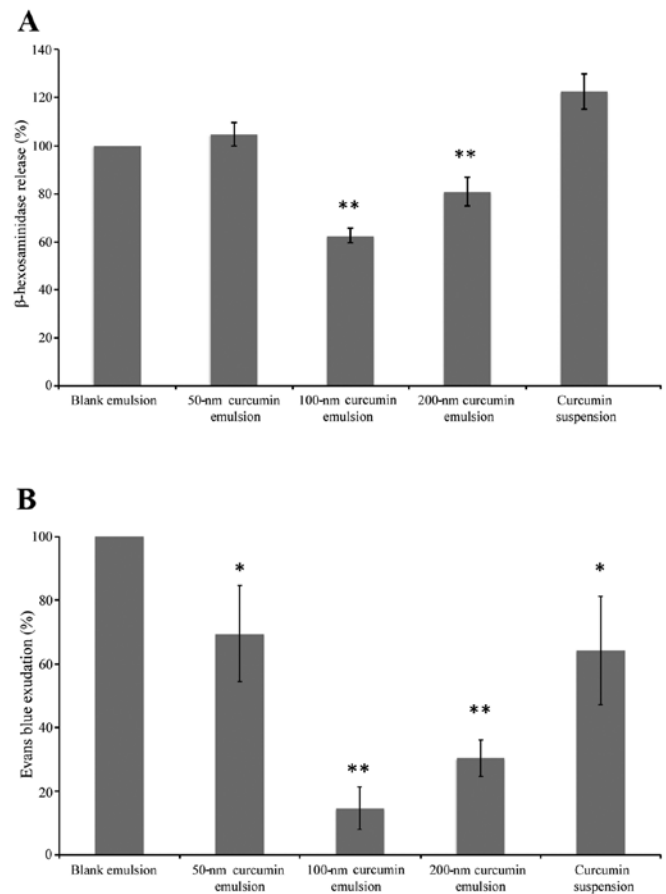 A
140
120
100
80
60
40
20
0
β-hexosaminidase release (%)
**
**
Blank emulsion
50-nm curcumin
emulsion
100-nm curcumin
emulsion
200-nm curcumin
emulsion
Curcumin
suspension
B
100
80
60
40
20
0
Evans blue exudation (%)
*
**
**
*
Blank emulsion
50-nm curcumin
emulsion
100-nm curcumin
emulsion
200-nm curcumin
emulsion
Curcumin
suspension